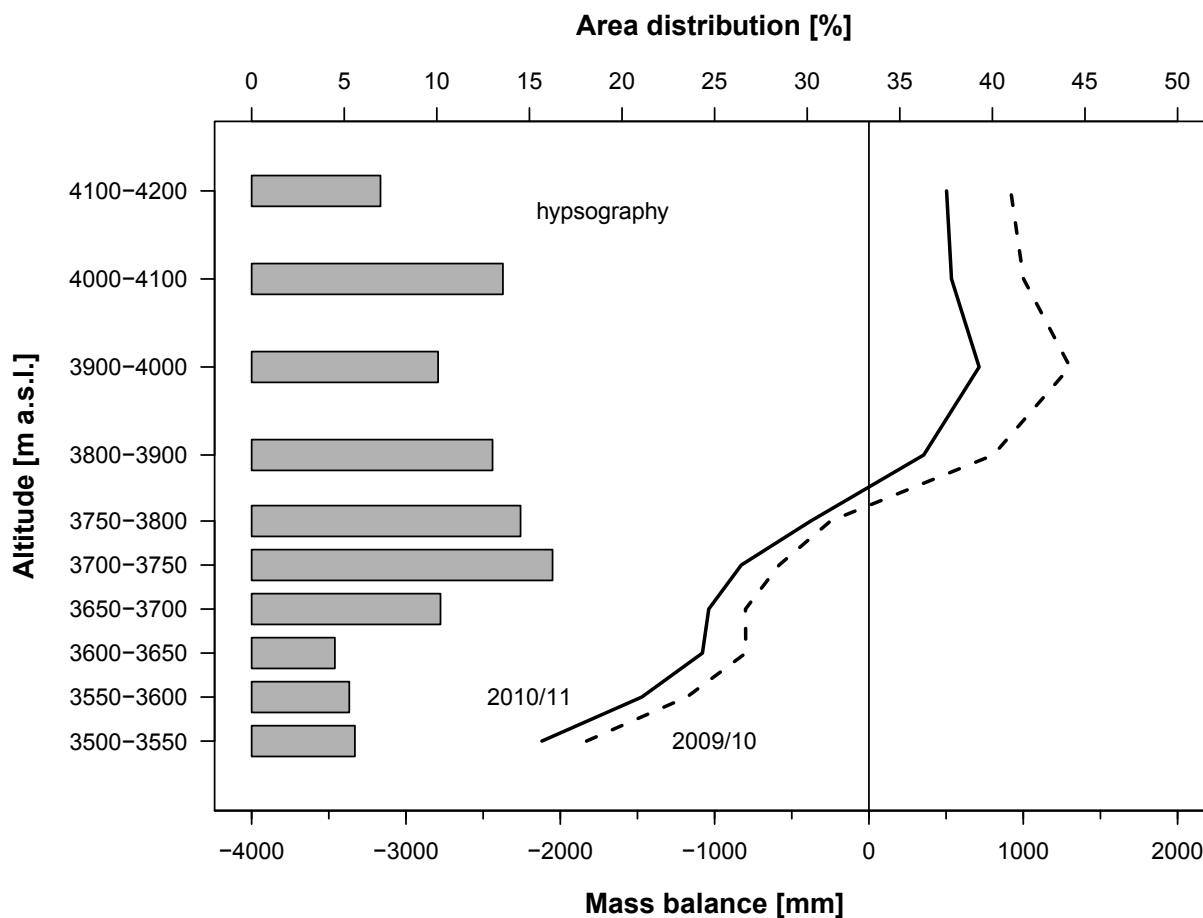 Area distribution [%]
0 5 10 15 20 25 30 35 40 45 50
4100−4200
hypsography
4000−4100
3900−4000
3800−3900
3750−3800
3700−3750
3650−3700
3600−3650
3550−3600
2010/11
3500−3550
2009/10
Altitude [m a.s.l.]
−4000 −3000 −2000 −1000 0 1000 2000
Mass balance [mm]